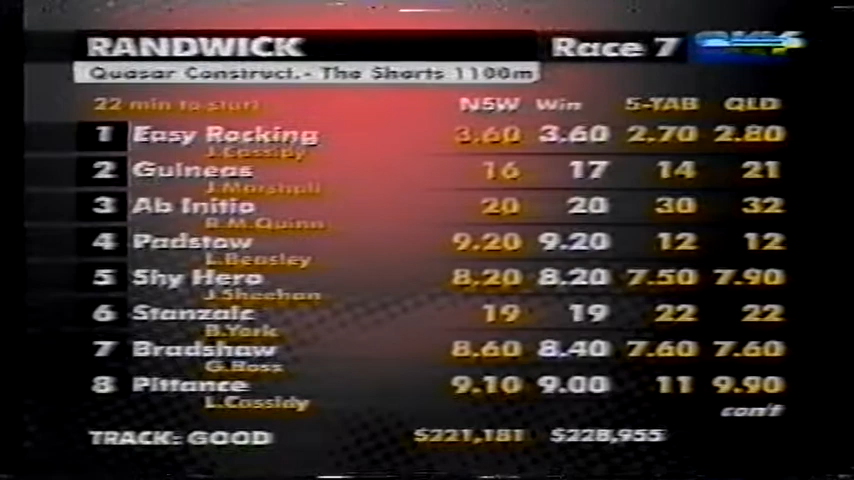 RANDWICK Race 7
Quasar Construct.- The Shorts 1100m
22 min to start NSW Win S-TAB QLD
1 Easy Rocking 3.60 3.60 2.70 2.80
J.Cassidy
2 Guineas 16 17 14 21
J.Marshall
3 Ab Initio 20 20 30 32
R.M.Quinn
4 Padstow 9.20 9.20 12 12
L.Beasley
5 Shy Hero 8.20 8.20 7.50 7.90
J.Sheehan
6 Stanzale 19 19 22 22
B.York
7 Bradshaw 8.60 8.40 7.60 7.60
G.Ross
8 Pittance 9.10 9.00 11 9.90
L.Cassidy
con't
TRACK: GOOD $221,181 $228,955